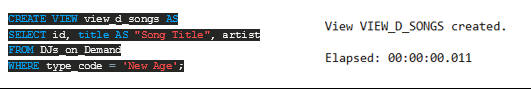 CREATE VIEW view_d_songs AS
SELECT id, title AS "Song Title", artist
FROM DJs_on_Demand
WHERE type_code = 'New Age';
View VIEW_D_SONGS created.
Elapsed: 00:00:00.011